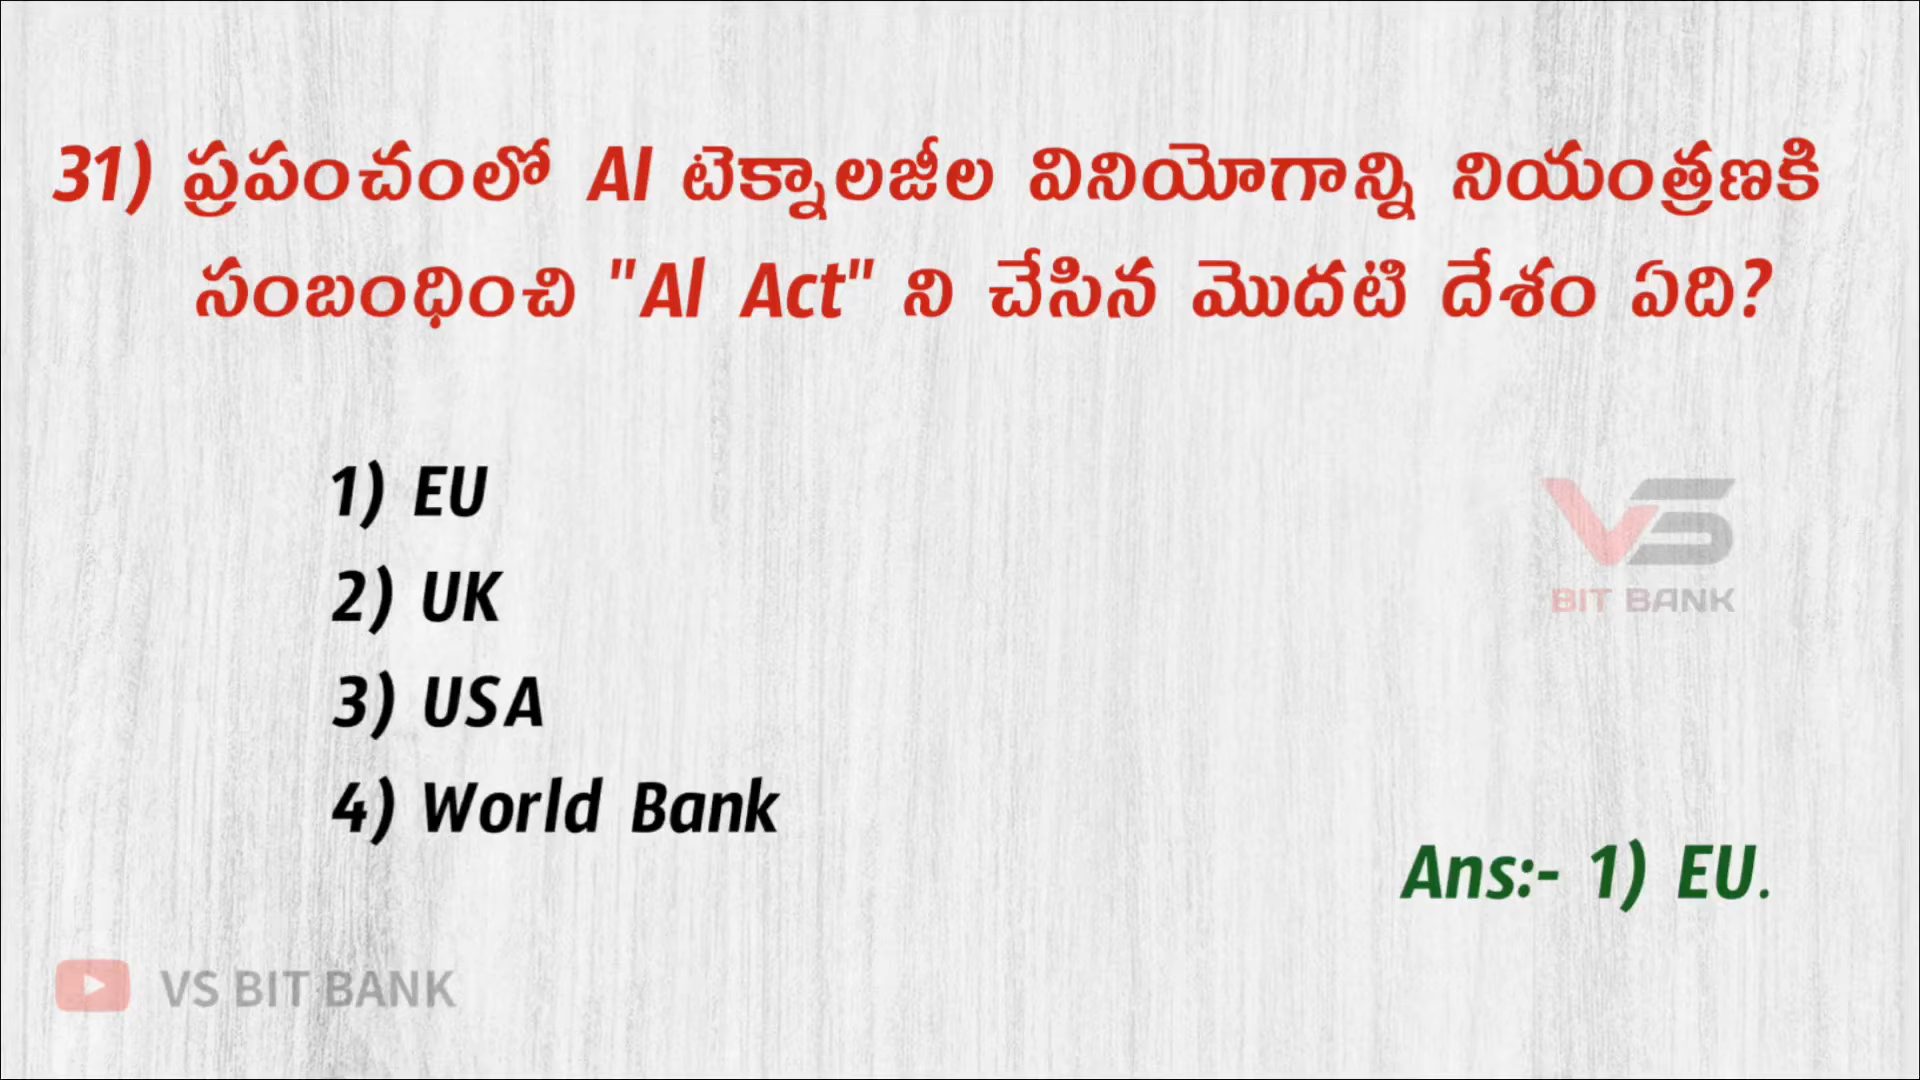 31) ప్రపంచంలో AI టెక్నాలజీల వినియోగాన్ని నియంత్రణకి
సంబంధించి "AI Act" ని చేసిన మొదటి దేశం ఏది?
1) EU
2) UK
3) USA
4) World Bank
VS
BIT BANK
Ans:- 1) EU.
VS BIT BANK